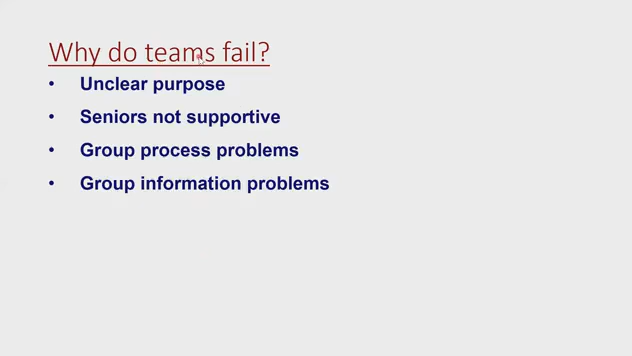 Why do teams fail?
• Unclear purpose
• Seniors not supportive
• Group process problems
• Group information problems